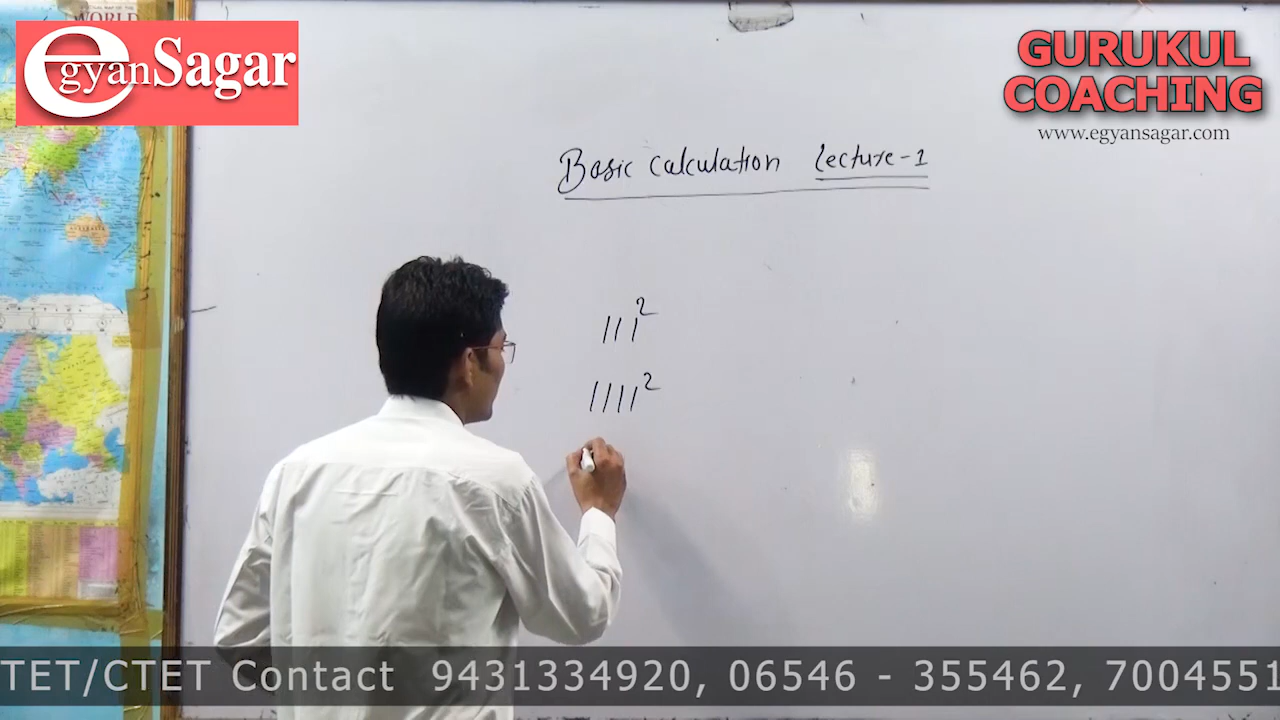 WORLD
egyanSagar
GURUKUL
COACHING
www.egyansagar.com
Basic Calculation Lecture-1
111²
1111²
TET/CTET Contact 9431334920, 06546 - 355462, 7004551